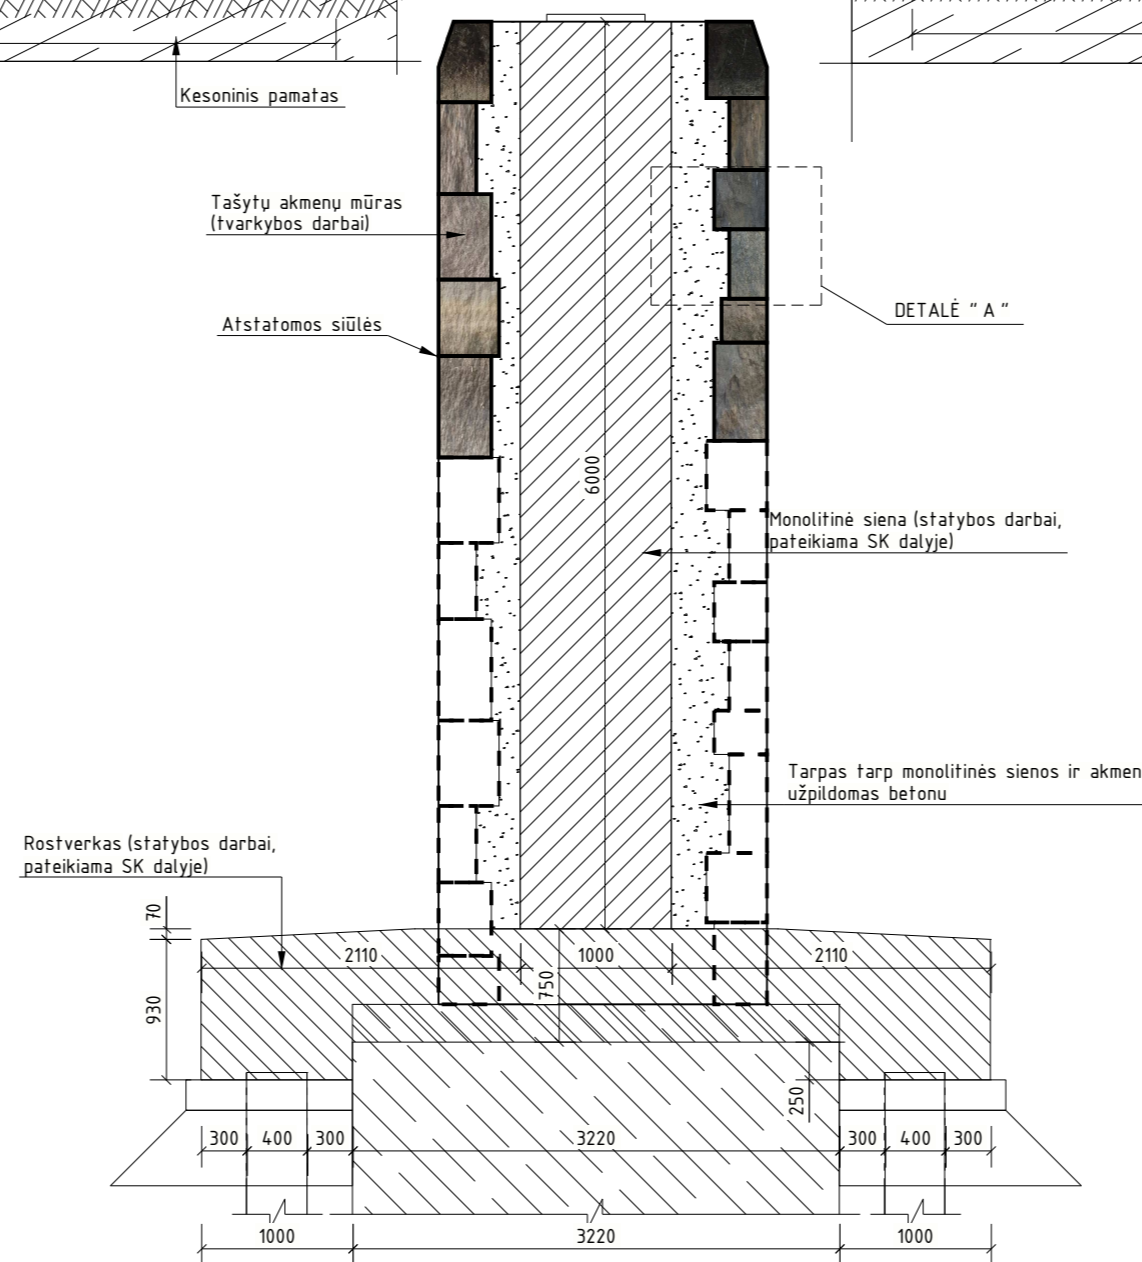 Kesoninis pamatas
Tašytų akmenų mūras
(tvarkybos darbai)
Atstatomos siūlės
DETALĖ " A "
6000
Monolitinė siena (statybos darbai,
pateikiama SK dalyje)
Tarpas tarp monolitinės sienos ir akmen
užpildomas betonu
Rostverkas (statybos darbai,
pateikiama SK dalyje)
70
930
2110
1000
2110
750
250
300
400
300
3220
300
400
300
1000
3220
1000